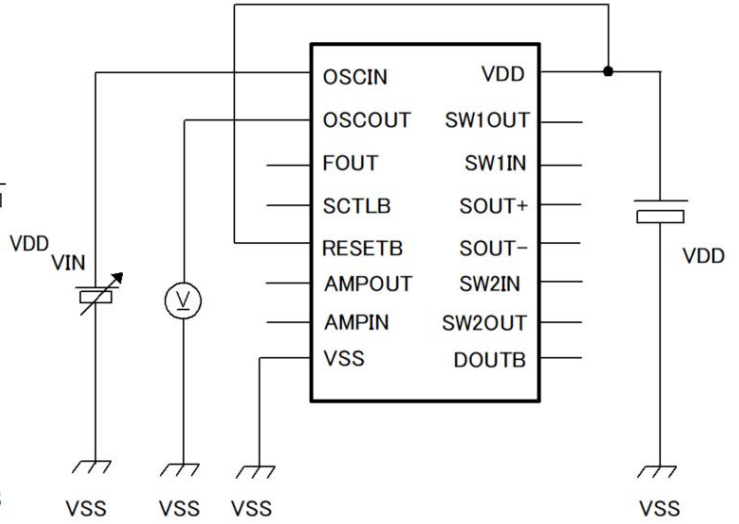 OSCIN VDD
OSCOUT SW1OUT
FOUT SW1IN
SCTLB SOUT+
RESETB SOUT-
AMPOUT SW2IN
AMPIN SW2OUT
VSS DOUTB
VDD
VIN
V
VDD
VSS VSS VSS VSS